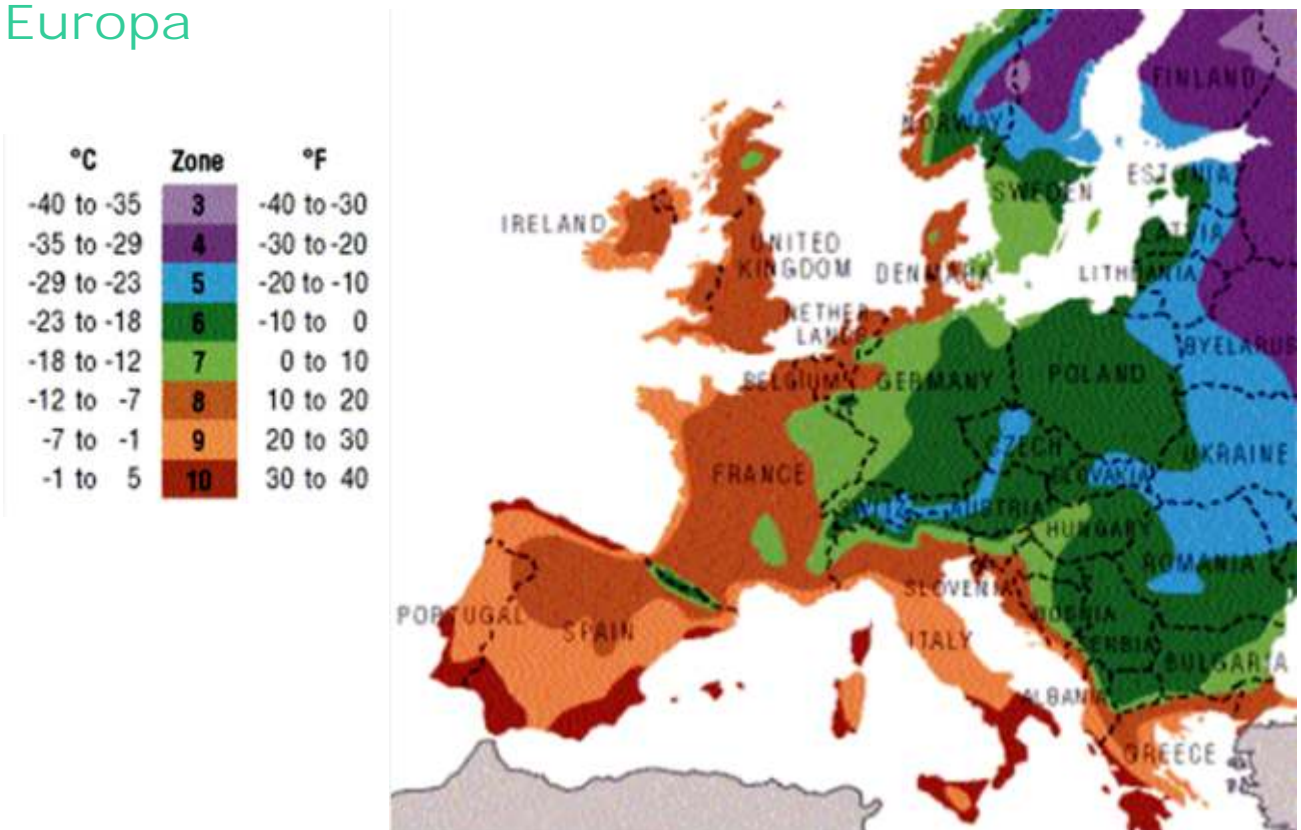 Europa
°C Zone °F
-40 to -35 3 -40 to -30
-35 to -29 4 -30 to -20
-29 to -23 5 -20 to -10
-23 to -18 6 -10 to 0
-18 to -12 7 0 to 10
-12 to -7 8 10 to 20
-7 to -1 9 20 to 30
-1 to 5 10 30 to 40
FINLAND
NORWAY
ESTONIA
SWEDEN
IRELAND
LATVIA
UNITED
KINGDOM
DENMARK
LITHUANIA
NETHER
LANDS
BYELARUS
BELGIUM
GERMANY
POLAND
CZECH
UKRAINE
FRANCE
SLOVAKIA
SWITZ
AUSTRIA
HUNGARY
ROMANIA
SLOVENIA
PORTUGAL
SPAIN
BOSNIA
ITALY
SERBIA
BULGARIA
ALBANIA
GREECE